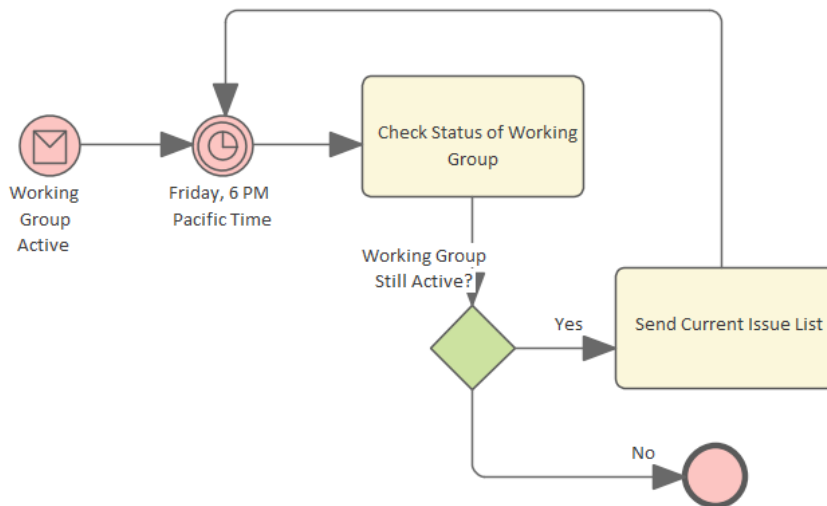 Working
Group
Active
Friday, 6 PM
Pacific Time
Check Status of Working
Group
Working Group
Still Active?
Yes
Send Current Issue List
No